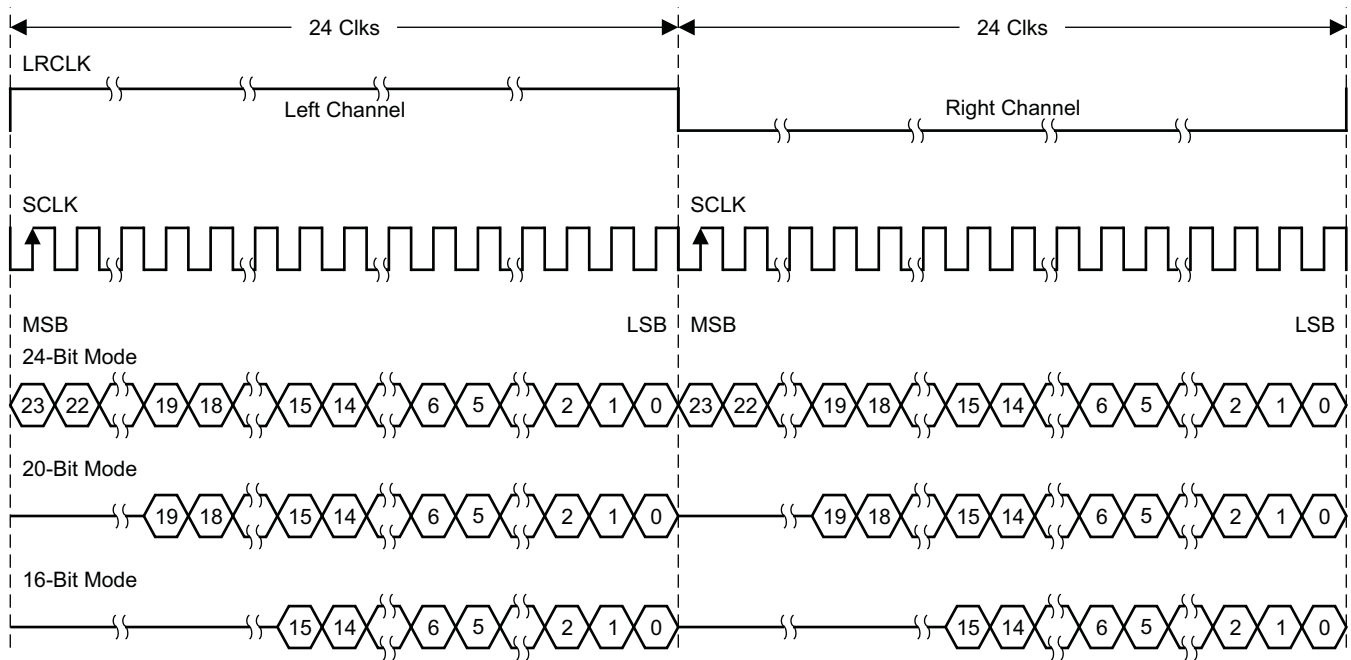 24 Clks 24 Clks
LRCLK
Left Channel Right Channel
SCLK SCLK
MSB LSB MSB LSB
24-Bit Mode
23 22 19 18 15 14 6 5 2 1 0 23 22 19 18 15 14 6 5 2 1 0
20-Bit Mode
19 18 15 14 6 5 2 1 0 19 18 15 14 6 5 2 1 0
16-Bit Mode
15 14 6 5 2 1 0 15 14 6 5 2 1 0